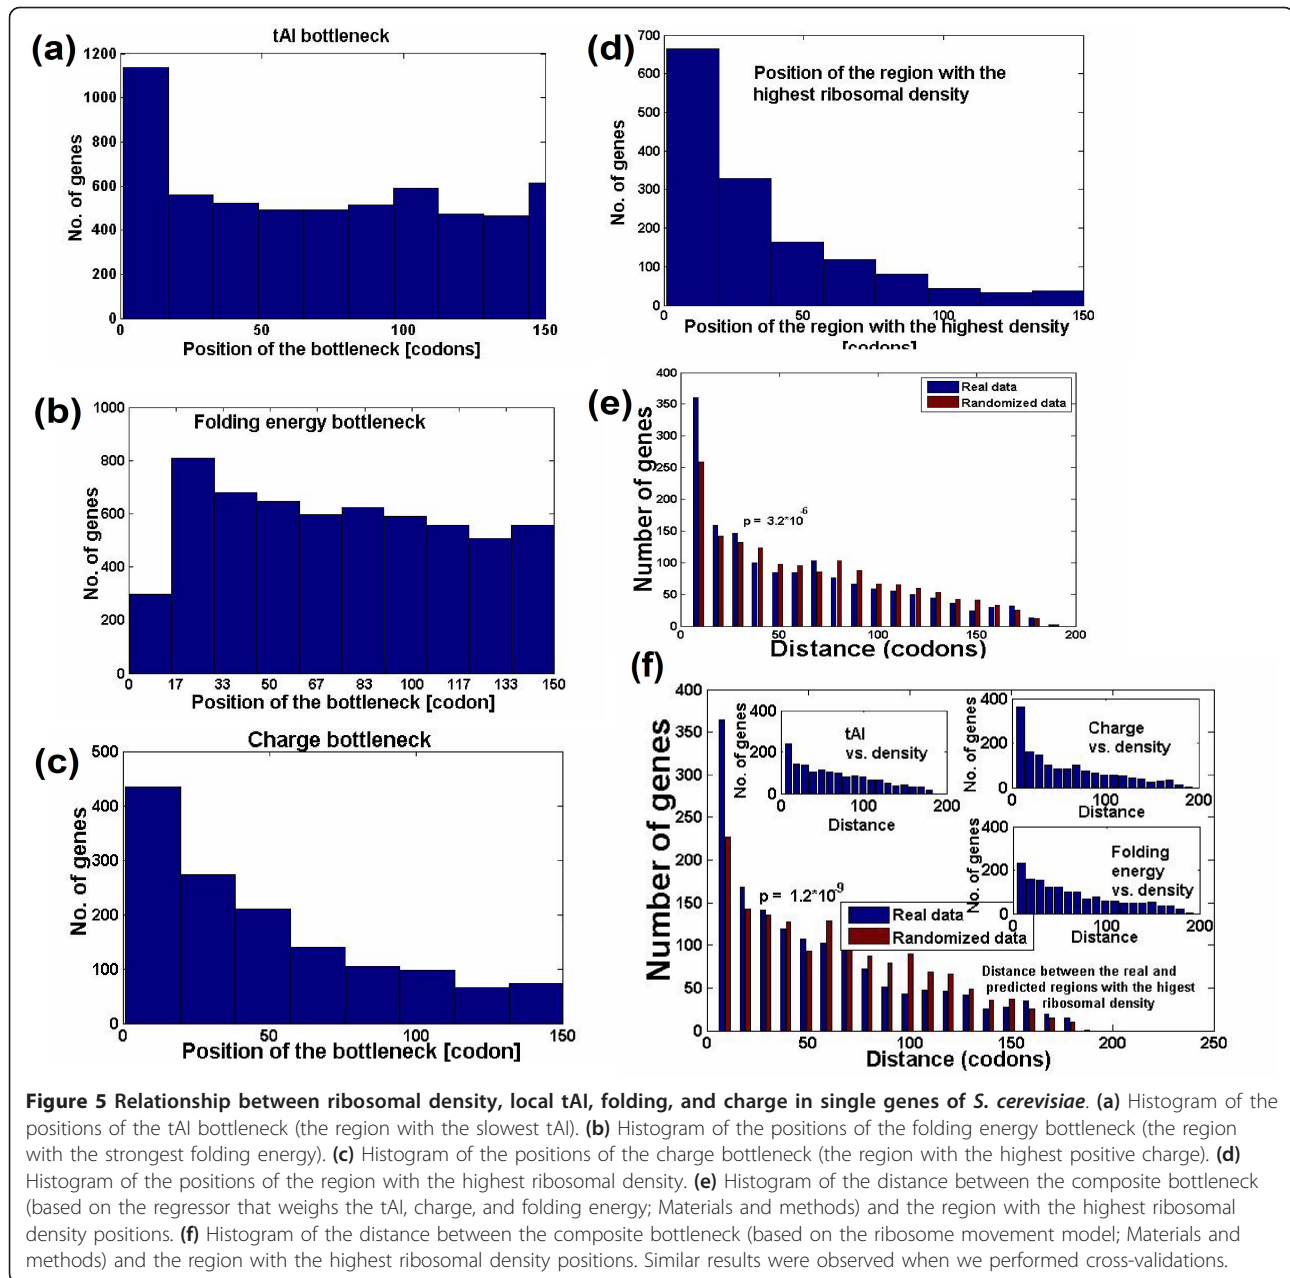 (a)
tAI bottleneck
1200
1000
800
600
400
200
0
No. of genes
0 50 100 150
Position of the bottleneck [codons]
(b)
Folding energy bottleneck
1000
800
600
400
200
0
No. of genes
0 17 33 50 67 83 100 117 133 150
Position of the bottleneck [codon]
(c)
Charge bottleneck
500
400
300
200
100
0
No. of genes
50 100 150
Position of the bottleneck [codon]
(d)
Position of the region with the
highest ribosomal density
700
600
500
400
300
200
100
0
No. of genes
0 50 100 150
Position of the region with the highest density
[codons]
(e)
Real data
Randomized data
400
350
300
250
200
150
100
50
0
Number of genes
p = 3.2*10-6
0 50 100 150 200
Distance (codons)
(f)
400
350
300
250
200
150
100
50
0
Number of genes
tAI
vs. density
400
200
0
No. of genes
0 100 200
Distance
Charge
vs. density
400
200
0
No. of genes
0 100 200
Distance
Folding
energy
vs. density
400
200
0
No. of genes
0 100 200
Distance
p = 1.2*10-9
Real data
Randomized data
Distance between the real and
predicted regions with the higest
ribosomal density
0 50 100 150 200 250
Distance (codons)
Figure 5 Relationship between ribosomal density, local tAI, folding, and charge in single genes of S. cerevisiae. (a) Histogram of the
positions of the tAI bottleneck (the region with the slowest tAI). (b) Histogram of the positions of the folding energy bottleneck (the region
with the strongest folding energy). (c) Histogram of the positions of the charge bottleneck (the region with the highest positive charge). (d)
Histogram of the positions of the region with the highest ribosomal density. (e) Histogram of the distance between the composite bottleneck
(based on the regressor that weighs the tAI, charge, and folding energy; Materials and methods) and the region with the highest ribosomal
density positions. (f) Histogram of the distance between the composite bottleneck (based on the ribosome movement model; Materials and
methods) and the region with the highest ribosomal density positions. Similar results were observed when we performed cross-validations.